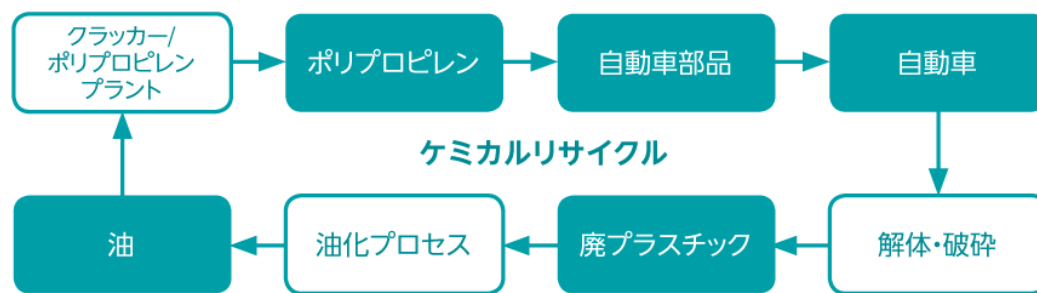 クラッカー/
ポリプロピレン
プラント
ポリプロピレン
自動車部品
自動車
ケミカルリサイクル
油
油化プロセス
廃プラスチック
解体・破砕